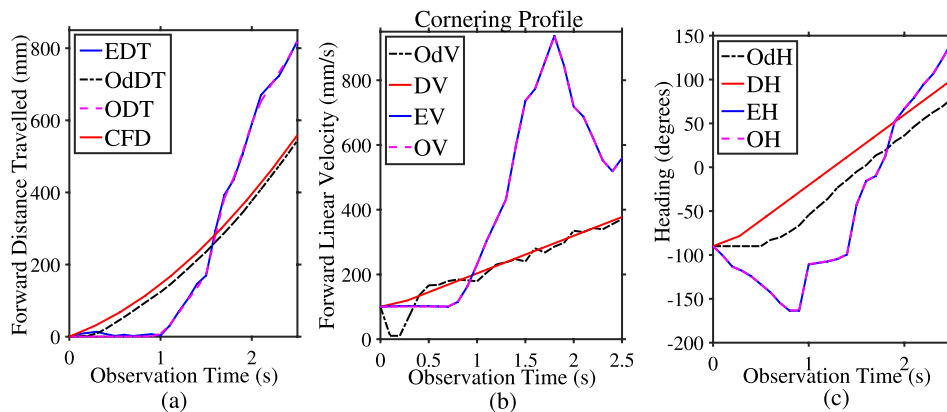 Cornering Profile
Forward Distance Travelled (mm)
800
600
400
200
0
EDT
OdDT
ODT
CFD
0
1
2
Observation Time (s)
(a)
Forward Linear Velocity (mm/s)
800
600
400
200
0
OdV
DV
EV
OV
0
0.5
1
1.5
2
2.5
Observation Time (s)
(b)
Heading (degrees)
150
100
50
0
-50
-100
-150
-200
OdH
DH
EH
OH
0
1
2
Observation Time (s)
(c)